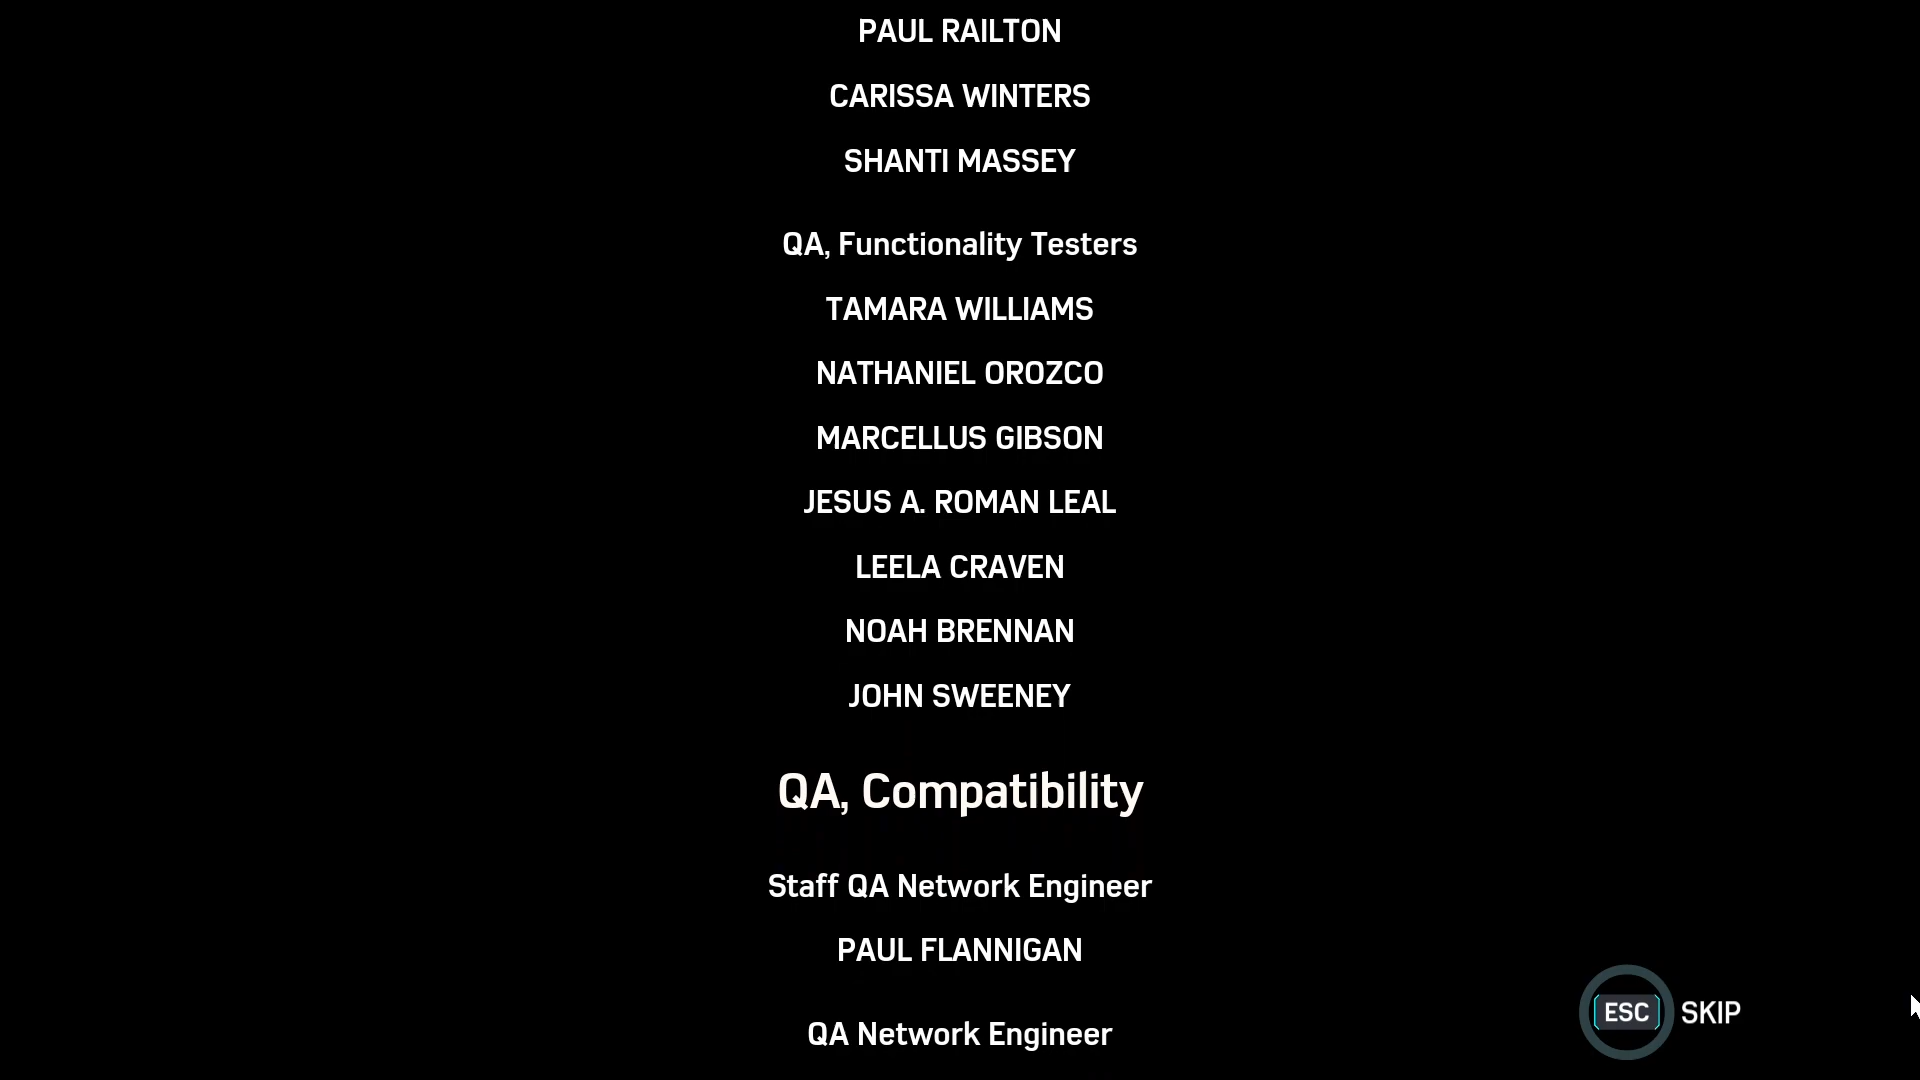 PAUL RAILTON
CARISSA WINTERS
SHANTI MASSEY
QA, Functionality Testers
TAMARA WILLIAMS
NATHANIEL OROZCO
MARCELLUS GIBSON
JESUS A. ROMAN LEAL
LEELA CRAVEN
NOAH BRENNAN
JOHN SWEENEY
QA, Compatibility
Staff QA Network Engineer
PAUL FLANNIGAN
QA Network Engineer
ESC SKIP